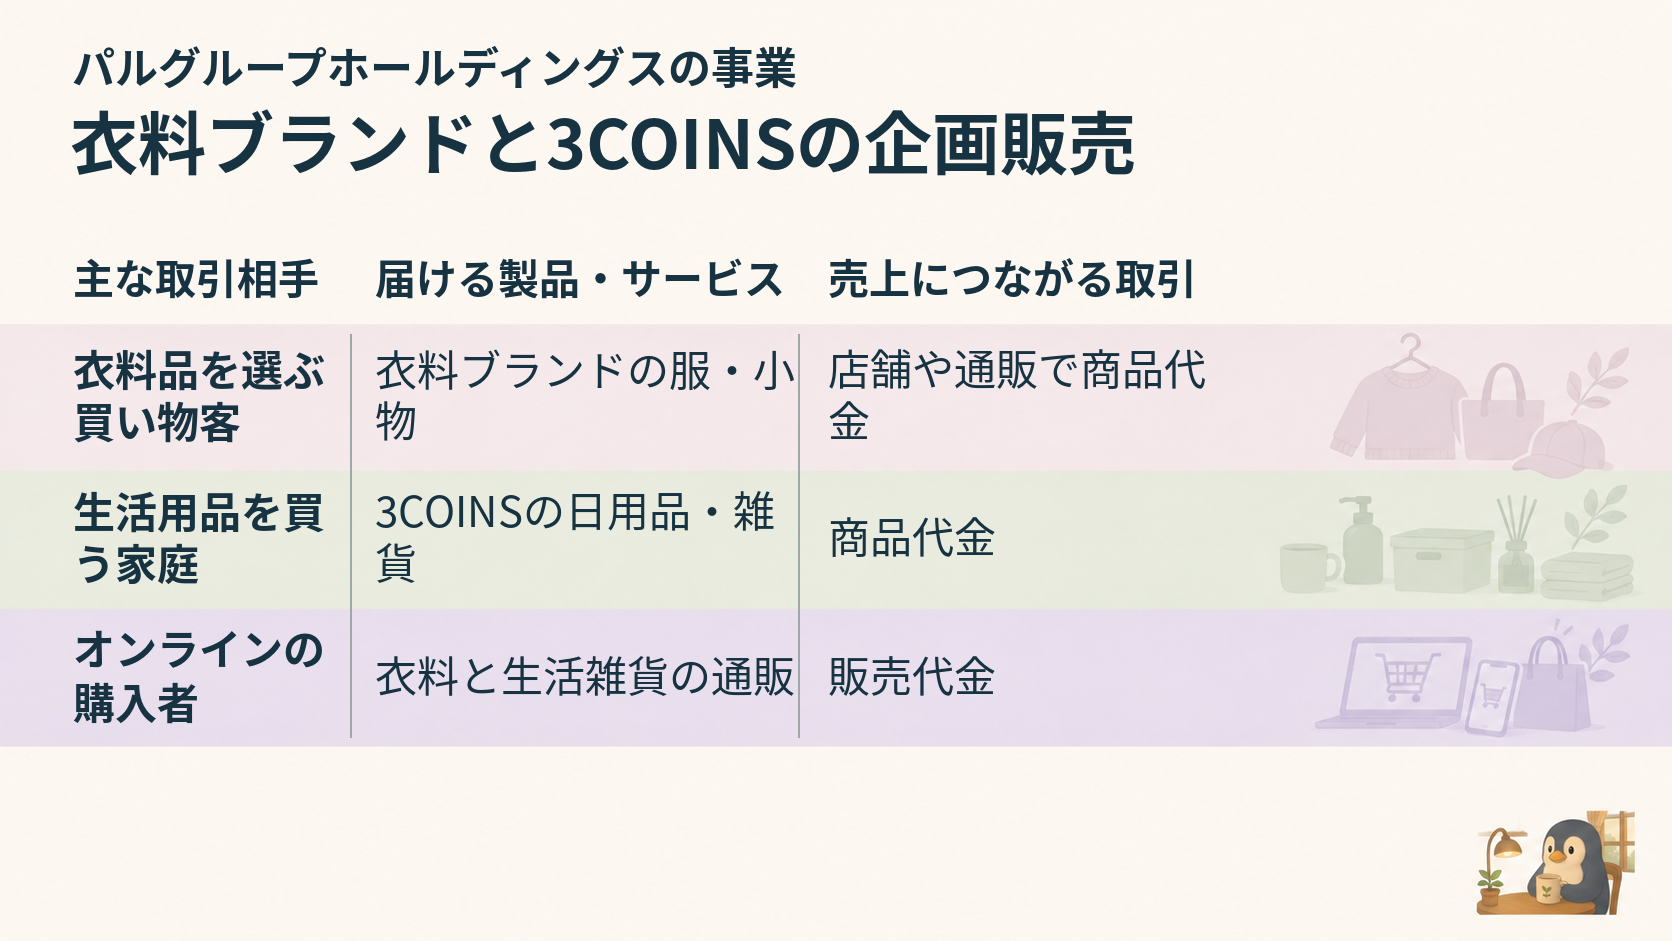 パルグループホールディングスの事業
衣料ブランドと3COINSの企画販売
主な取引相手
届ける製品・サービス
売上につながる取引
衣料品を選ぶ
買い物客
衣料ブランドの服・小
物
店舗や通販で商品代
金
生活用品を買
う家庭
3COINSの日用品・雑
貨
商品代金
オンラインの
購入者
衣料と生活雑貨の通販
販売代金